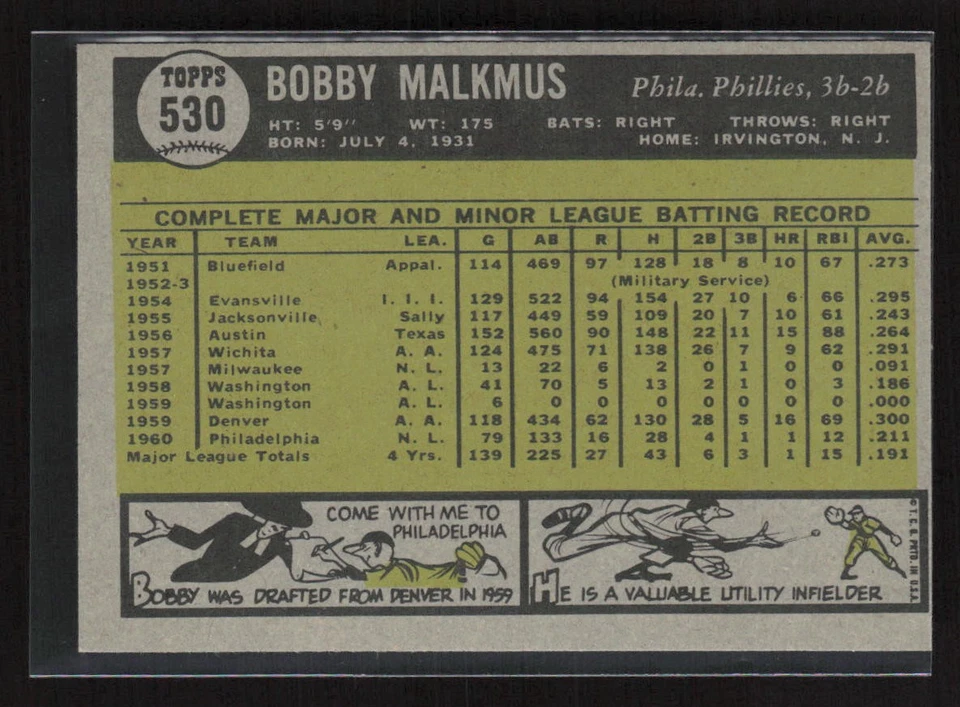 TOPPS
530
BOBBY MALKMUS Phila. Phillies, 3b-2b
HT: 5'9" WT: 175 BATS: RIGHT THROWS: RIGHT
BORN: JULY 4, 1931 HOME: IRVINGTON, N. J.
COMPLETE MAJOR AND MINOR LEAGUE BATTING RECORD
YEAR TEAM LEA. G AB R H 2B 3B HR RBI AVG.
1951 Bluefield Appal. 114 469 97 128 18 8 10 67 .273
1952-3 (Military Service)
1954 Evansville I. I. I. 129 522 94 154 27 10 6 66 .295
1955 Jacksonville Sally 117 449 59 109 20 7 10 61 .243
1956 Austin Texas 152 560 90 148 22 11 15 88 .264
1957 Wichita A. A. 124 475 71 138 26 7 9 62 .291
1957 Milwaukee N. L. 13 22 6 2 0 1 0 0 .091
1958 Washington A. L. 41 70 5 13 2 1 0 3 .186
1959 Washington A. L. 6 0 0 0 0 0 0 0 .000
1959 Denver A. A. 118 434 62 130 28 5 16 69 .300
1960 Philadelphia N. L. 79 133 16 28 4 1 1 12 .211
Major League Totals 4 Yrs. 139 225 27 43 6 3 1 15 .191
COME WITH ME TO
PHILADELPHIA
BOBBY WAS DRAFTED FROM DENVER IN 1959
HE IS A VALUABLE UTILITY INFIELDER
© T. C. G. PRTD. IN U.S.A.